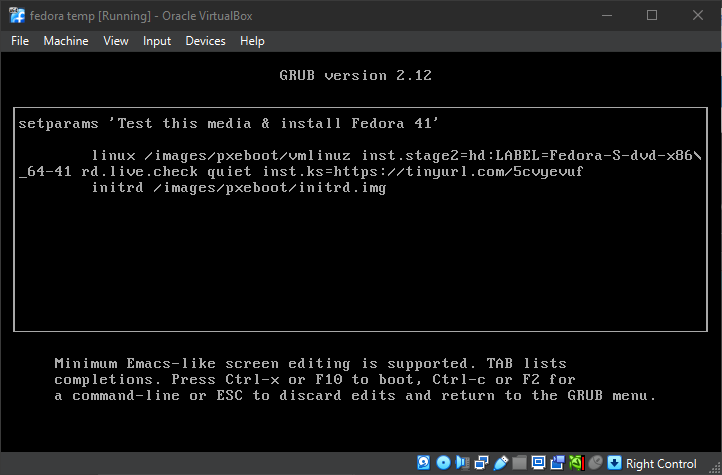 fedora temp [Running] - Oracle VirtualBox
File Machine View Input Devices Help
GRUB version 2.12
setparams 'Test this media & install Fedora 41'
linux /images/pxeboot/vmlinuz inst.stage2=hd:LABEL=Fedora-S-dvd-x86\
_64-41 rd.live.check quiet inst.ks=https://tinyurl.com/5cvyevuf
initrd /images/pxeboot/initrd.img
Minimum Emacs-like screen editing is supported. TAB lists
completions. Press Ctrl-x or F10 to boot, Ctrl-c or F2 for
a command-line or ESC to discard edits and return to the GRUB menu.
Right Control